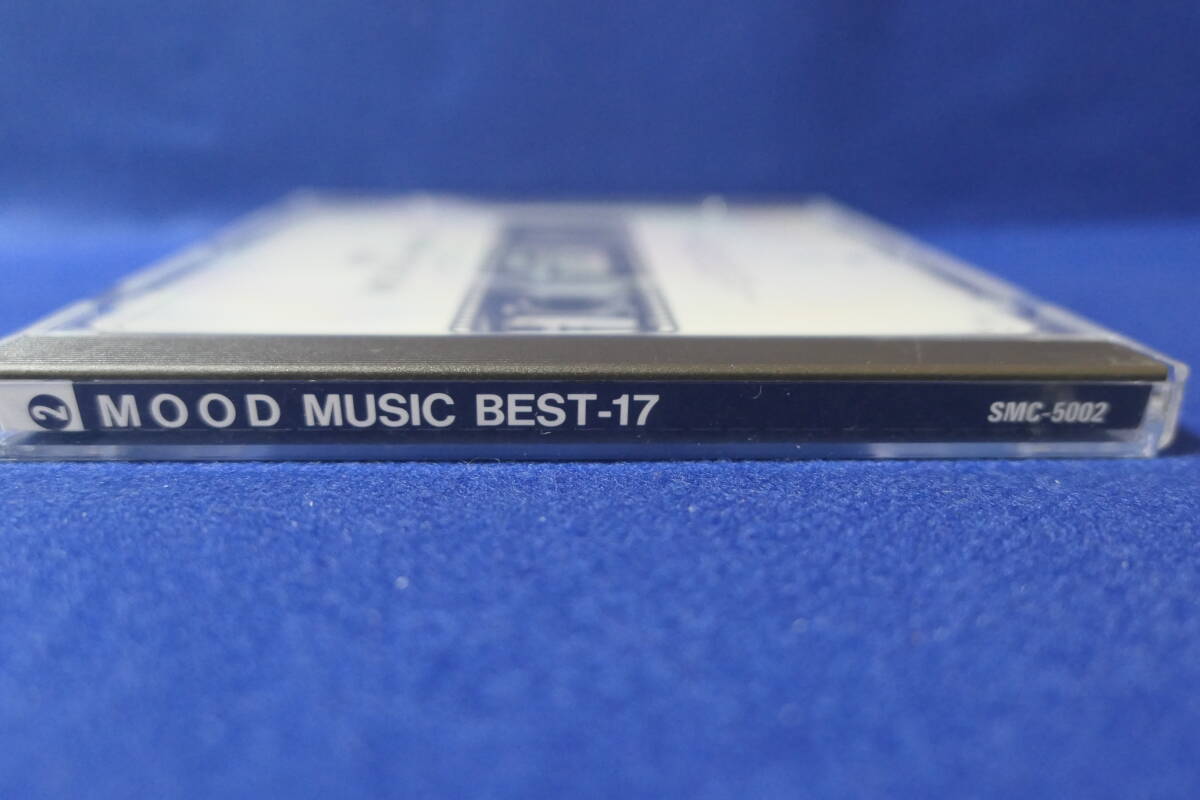 2 MOOD MUSIC BEST-17 SMC-5002